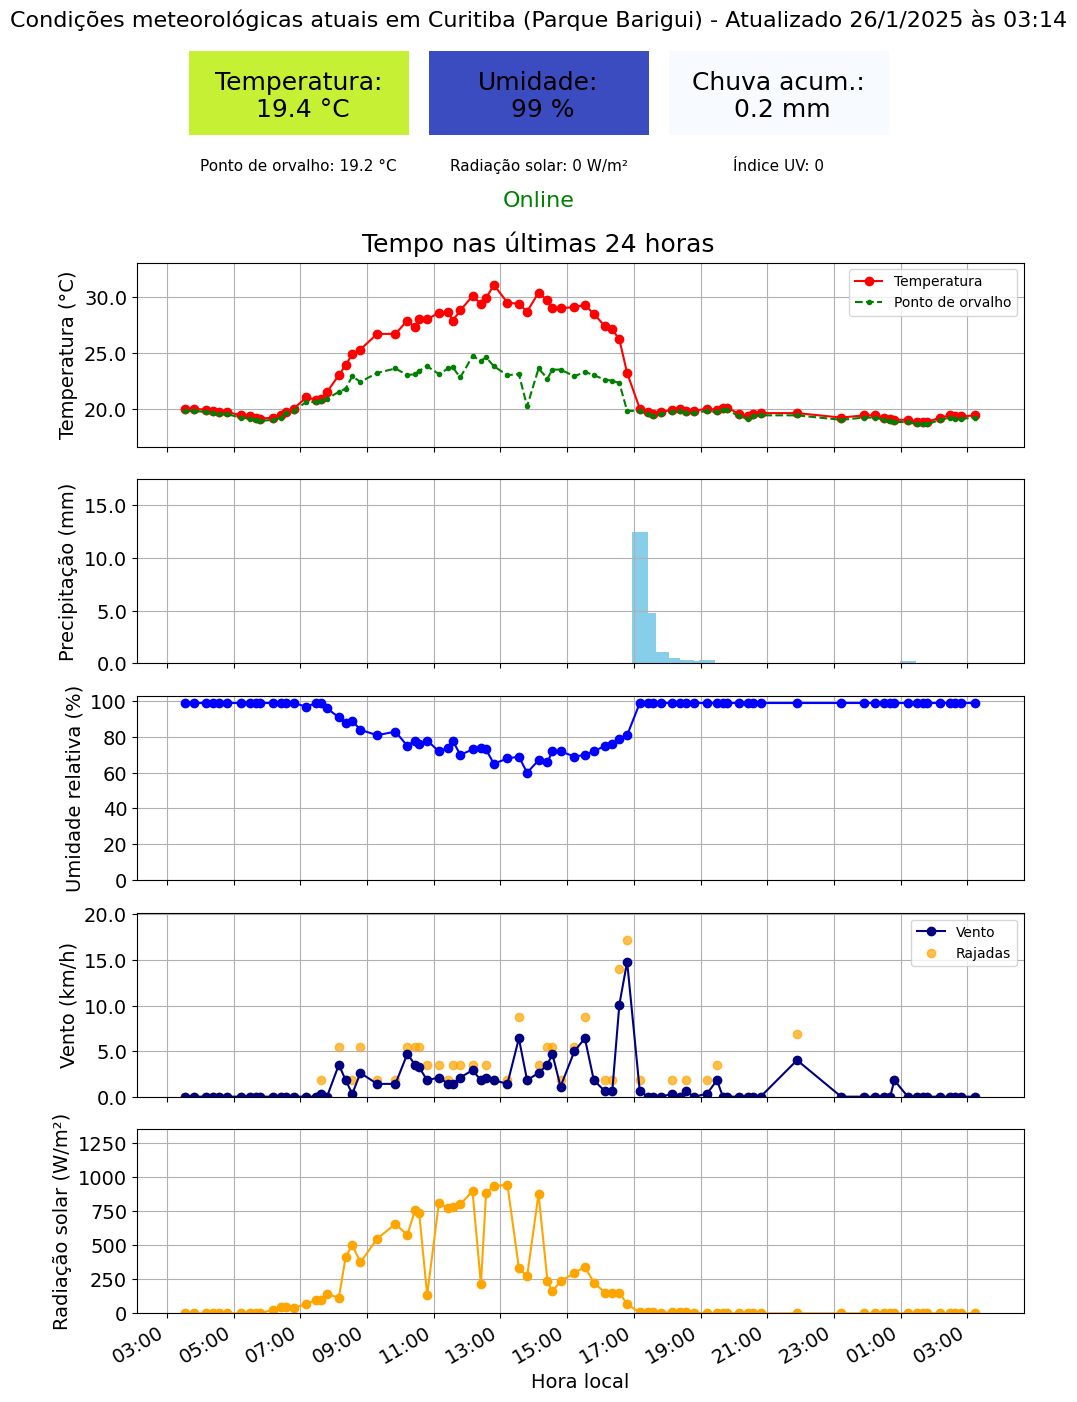 Condições meteorológicas atuais em Curitiba (Parque Barigui) - Atualizado 26/1/2025 às 03:14
Temperatura:
19.4 °C
Umidade:
99 %
Chuva acum.:
0.2 mm
Ponto de orvalho: 19.2 °C
Radiação solar: 0 W/m²
Índice UV: 0
Online
Tempo nas últimas 24 horas
Temperatura (°C)
30.0
25.0
20.0
Temperatura
Ponto de orvalho
Precipitação (mm)
15.0
10.0
5.0
0.0
Umidade relativa (%)
100
80
60
40
20
0
Vento (km/h)
20.0
15.0
10.0
5.0
0.0
Vento
Rajadas
Radiação solar (W/m²)
1250
1000
750
500
250
0
03:00
05:00
07:00
09:00
11:00
13:00
15:00
17:00
19:00
21:00
23:00
01:00
03:00
Hora local